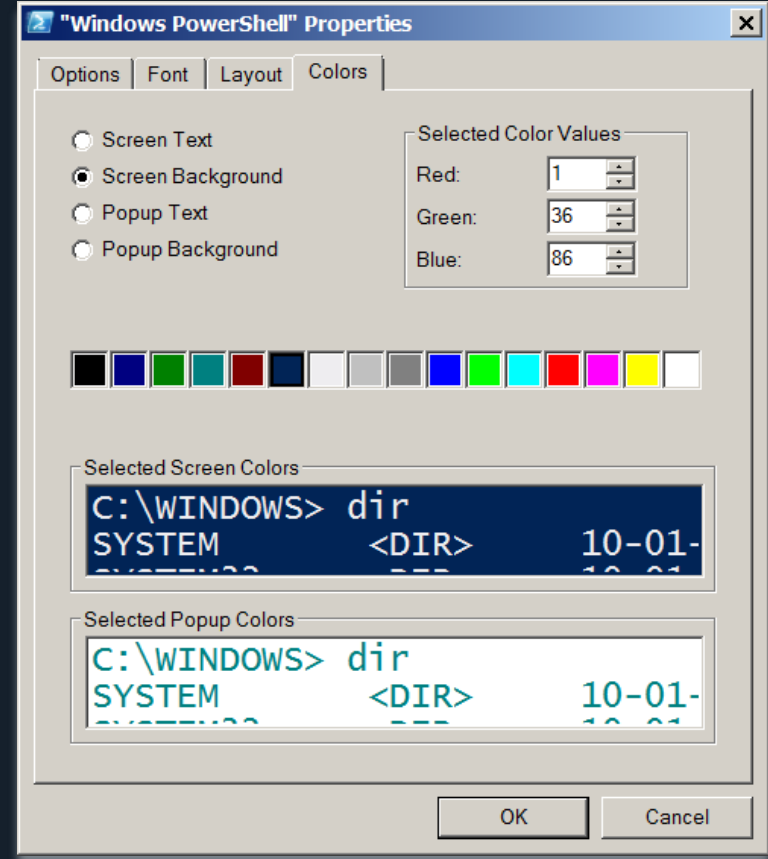 "Windows PowerShell" Properties
Options Font Layout Colors
Screen Text
Screen Background
Popup Text
Popup Background
Selected Color Values
Red: 1
Green: 36
Blue: 86
Selected Screen Colors
C:\WINDOWS> dir
SYSTEM <DIR> 10-01-
Selected Popup Colors
C:\WINDOWS> dir
SYSTEM <DIR> 10-01-
OK Cancel